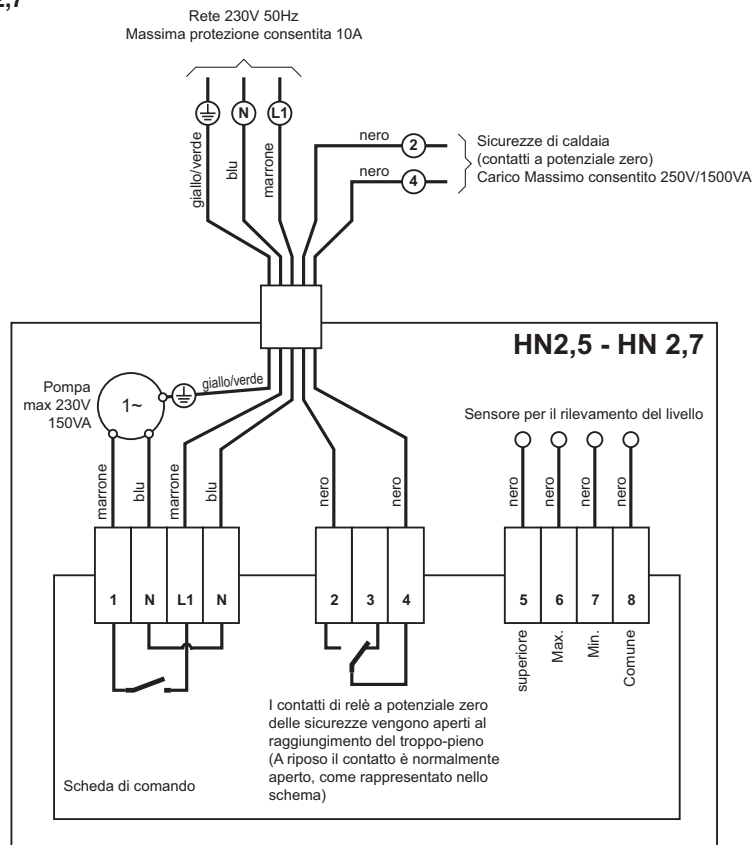 2,7
Rete 230V 50Hz
Massima protezione consentita 10A
N
L1
giallo/verde
blu
marrone
nero
2
nero
4
Sicurezze di caldaia
(contatti a potenziale zero)
Carico Massimo consentito 250V/1500VA
HN2,5 - HN 2,7
Pompa
max 230V
150VA
1~
giallo/verde
Sensore per il rilevamento del livello
marrone
blu
marrone
blu
nero
nero
nero
nero
nero
nero
1
N
L1
N
2
3
4
5
6
7
8
superiore
Max.
Min.
Comune
I contatti di relè a potenziale zero
delle sicurezze vengono aperti al
raggiungimento del troppo-pieno
(A riposo il contatto è normalmente
aperto, come rappresentato nello
schema)
Scheda di comando